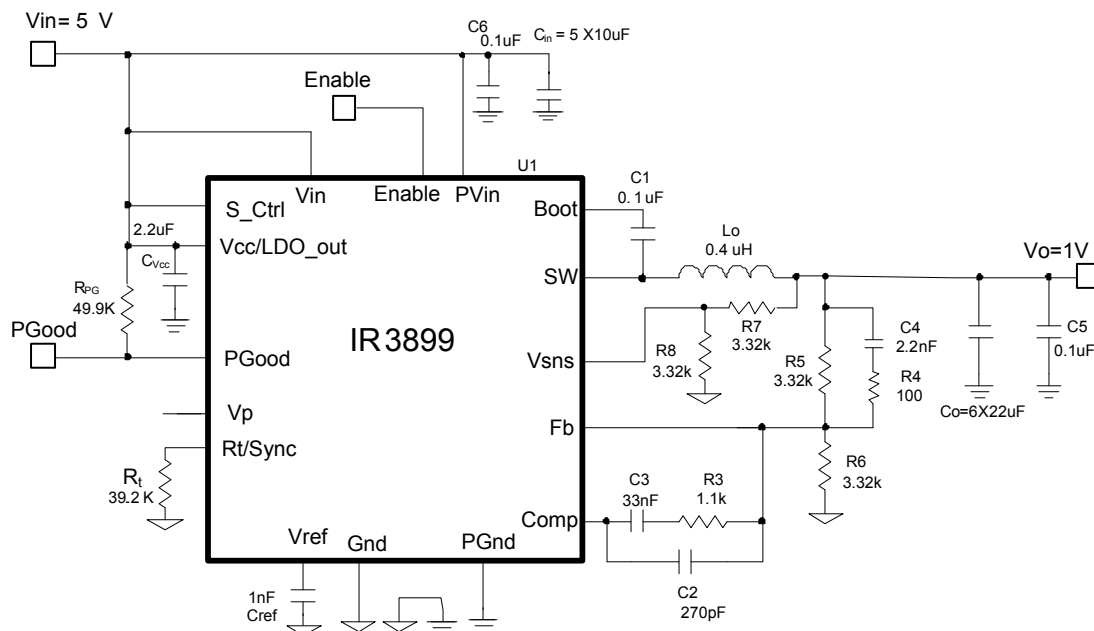 Vin= 5 V
C6
0.1uF
Cin = 5 X10uF
Enable
U1
Vin
Enable
PVin
C1
0.1uF
S_Ctrl
Boot
2.2uF
Vcc/LDO_out
CVcc
Lo
0.4 uH
Vo=1V
SW
RPG
49.9K
PGood
IR3899
PGood
R7
3.32k
Vsns
R8
3.32k
R5
3.32k
C4
2.2nF
R4
100
C5
0.1uF
Co=6X22uF
Vp
Fb
Rt/Sync
Rt
39.2 K
R6
3.32k
C3
33nF
R3
1.1k
Comp
Vref
Gnd
PGnd
1nF
Cref
C2
270pF